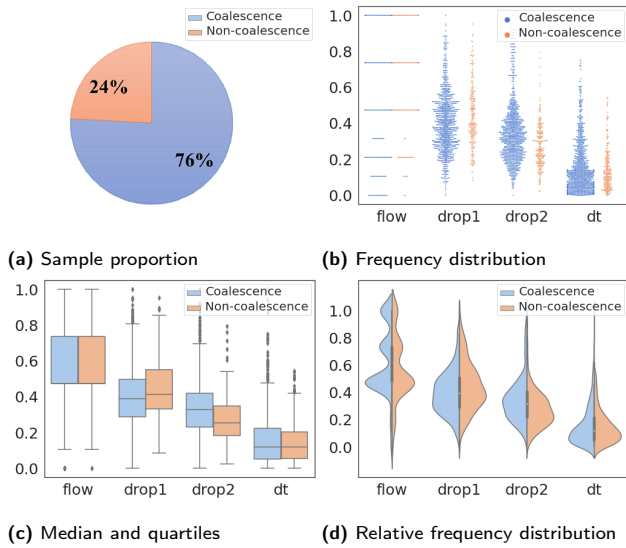 Coalescence
Non-coalescence
24%
76%
(a) Sample proportion
1.0
0.8
0.6
0.4
0.2
0.0
Coalescence
Non-coalescence
flow drop1 drop2 dt
(b) Frequency distribution
1.0
0.8
0.6
0.4
0.2
0.0
Coalescence
Non-coalescence
flow drop1 drop2 dt
(c) Median and quartiles
1.0
0.8
0.6
0.4
0.2
0.0
Coalescence
Non-coalescence
flow drop1 drop2 dt
(d) Relative frequency distribution